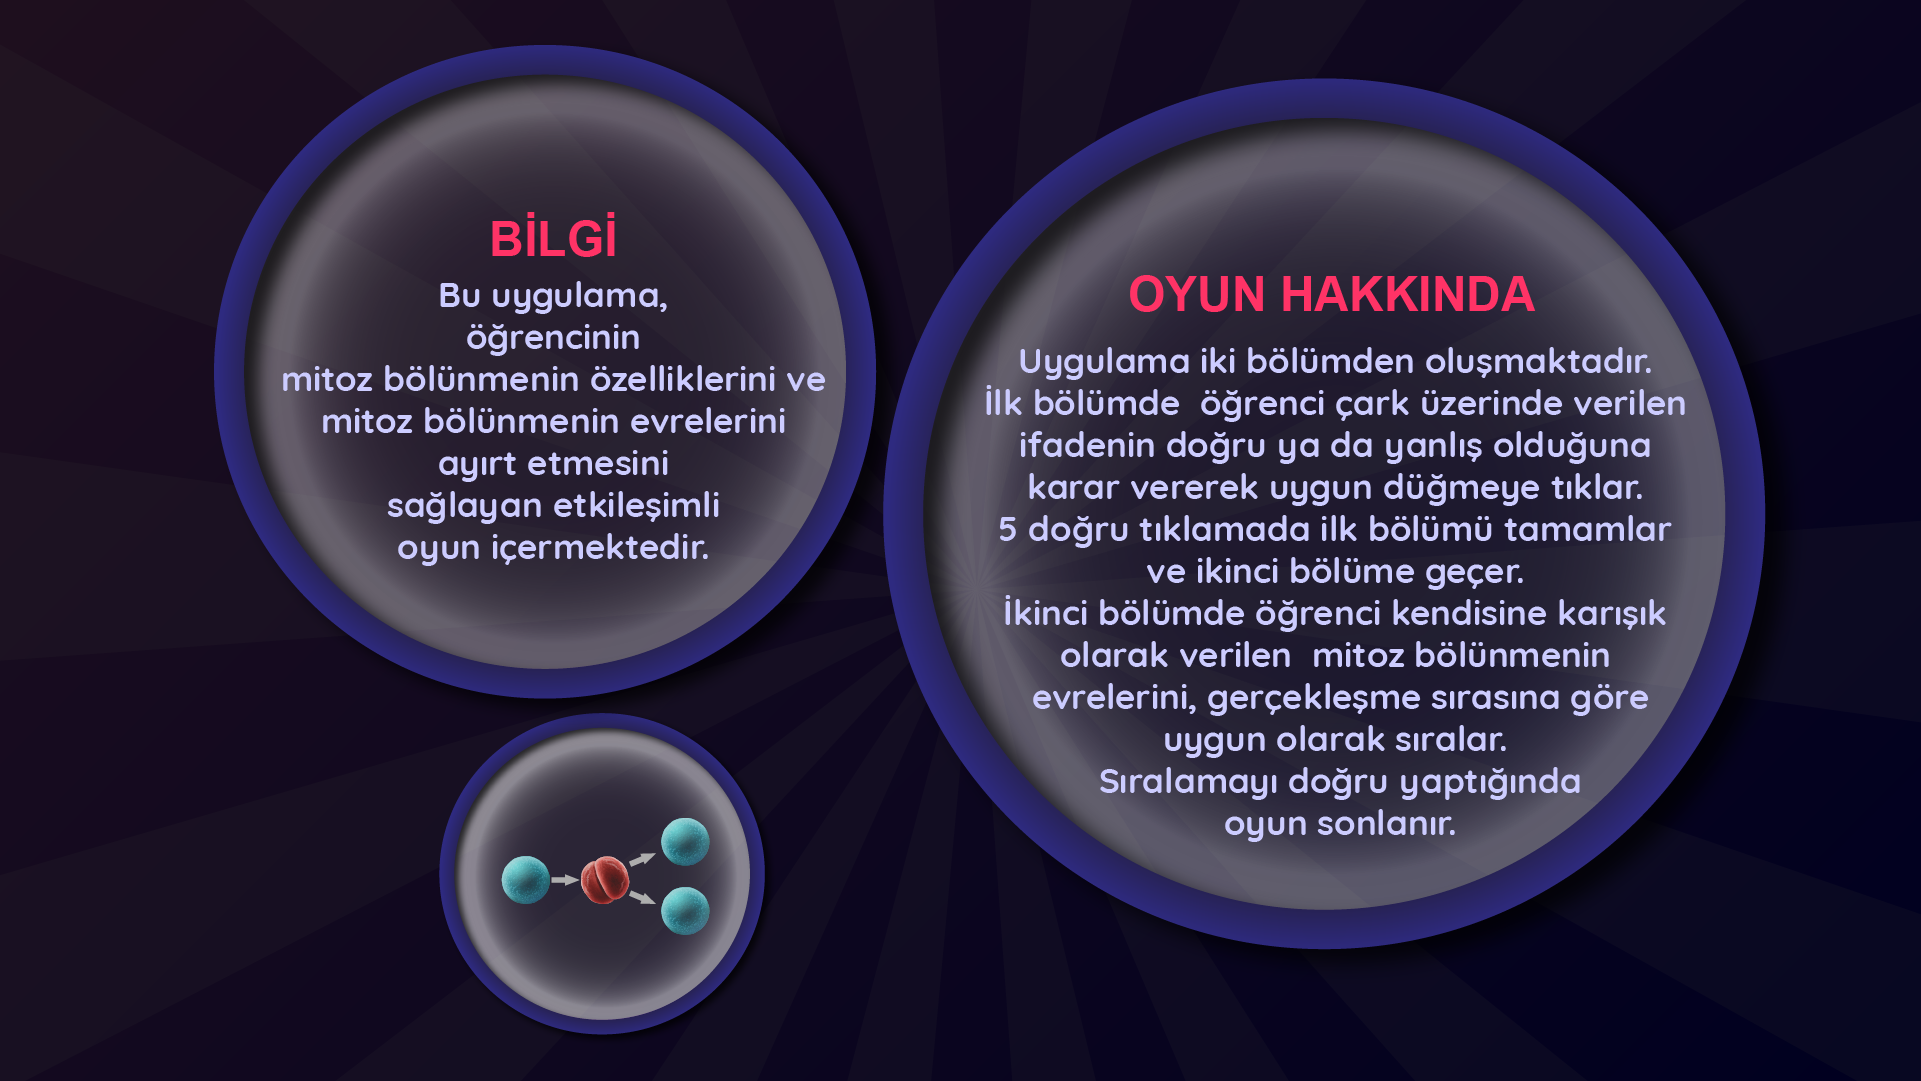 BİLGİ
Bu uygulama,
öğrencinin
mitoz bölünmenin özelliklerini ve
mitoz bölünmenin evrelerini
ayırt etmesini
sağlayan etkileşimli
oyun içermektedir.
OYUN HAKKINDA
Uygulama iki bölümden oluşmaktadır.
İlk bölümde öğrenci çark üzerinde verilen
ifadenin doğru ya da yanlış olduğuna
karar vererek uygun düğmeye tıklar.
5 doğru tıklamada ilk bölümü tamamlar
ve ikinci bölüme geçer.
İkinci bölümde öğrenci kendisine karışık
olarak verilen mitoz bölünmenin
evrelerini, gerçekleşme sırasına göre
uygun olarak sıralar.
Sıralamayı doğru yaptığında
oyun sonlanır.